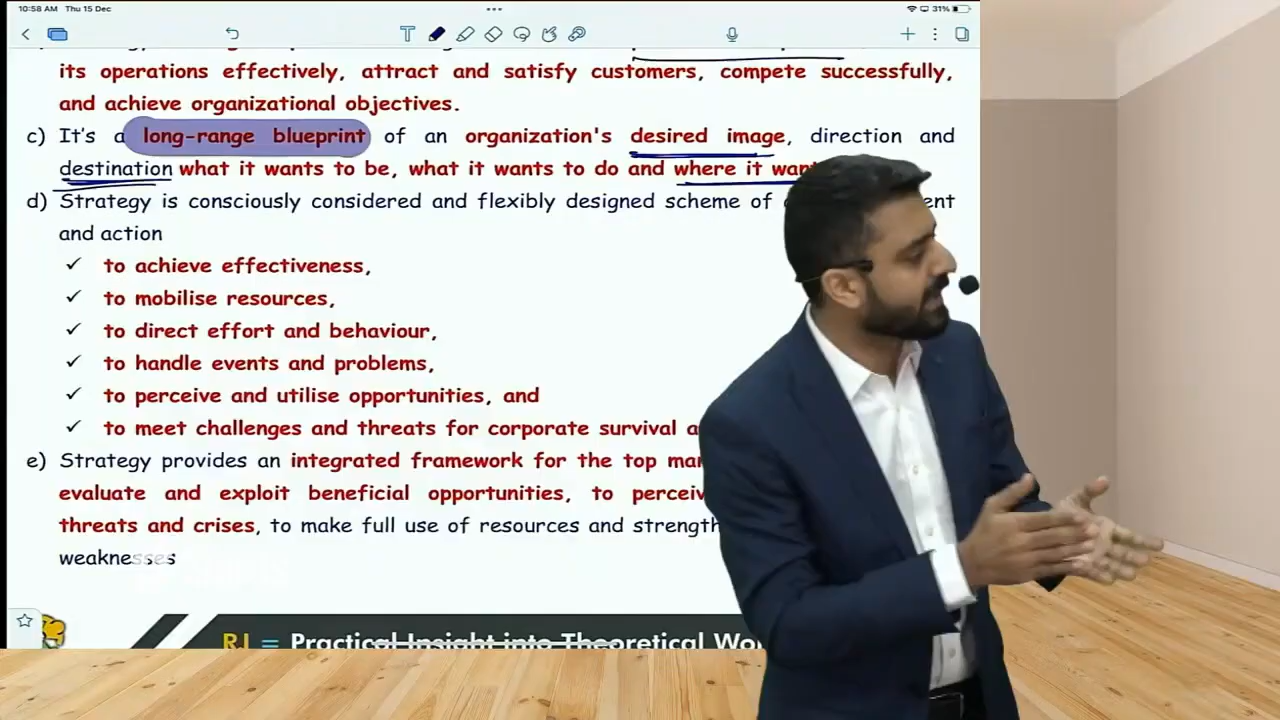 10:58 AM Thu 15 Dec
31%
its operations effectively, attract and satisfy customers, compete successfully,
and achieve organizational objectives.
c) It's a long-range blueprint of an organization's desired image, direction and
destination what it wants to be, what it wants to do and where it
d) Strategy is consciously considered and flexibly designed scheme of
and action
✓ to achieve effectiveness,
✓ to mobilise resources,
✓ to direct effort and behaviour,
✓ to handle events and problems,
✓ to perceive and utilise opportunities, and
✓ to meet challenges and threats for corporate survival
e) Strategy provides an integrated framework for the top
evaluate and exploit beneficial opportunities, to
threats and crises, to make full use of resources and
weaknesses
= Practical Insight into Theoretical